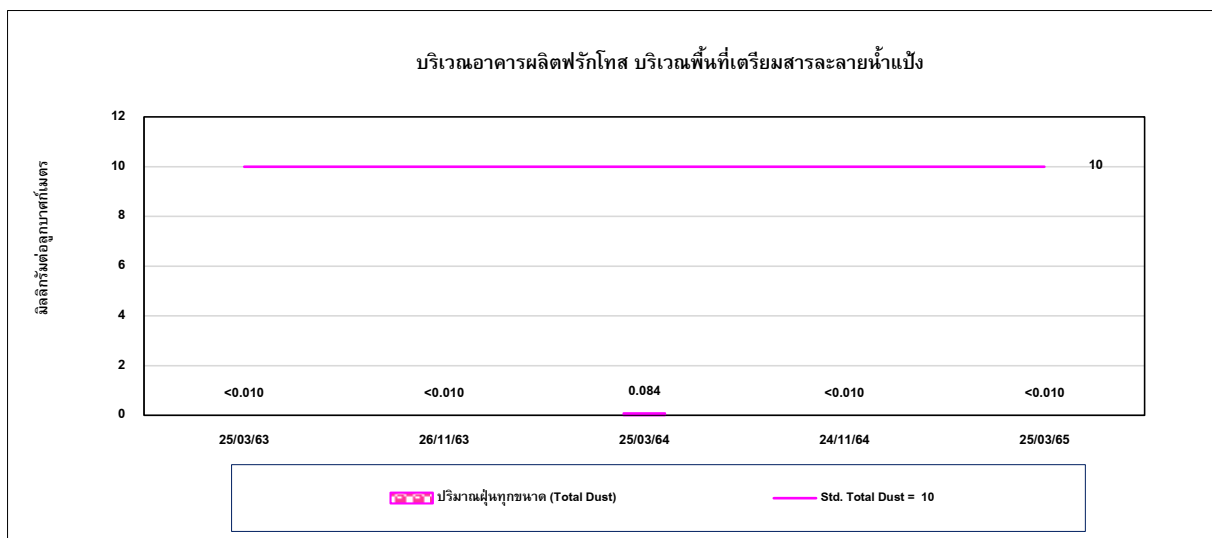 บริเวณอาคารผลิตฟรักโทส บริเวณพื้นที่เตรียมสารละลายน้ำแป้ง
มิลลิกรัมต่อลูกบาศก์เมตร
12
10
8
6
4
2
0
10
<0.010 <0.010 0.084 <0.010 <0.010
25/03/63 26/11/63 25/03/64 24/11/64 25/03/65
ปริมาณฝุ่นทุกขนาด (Total Dust) Std. Total Dust = 10